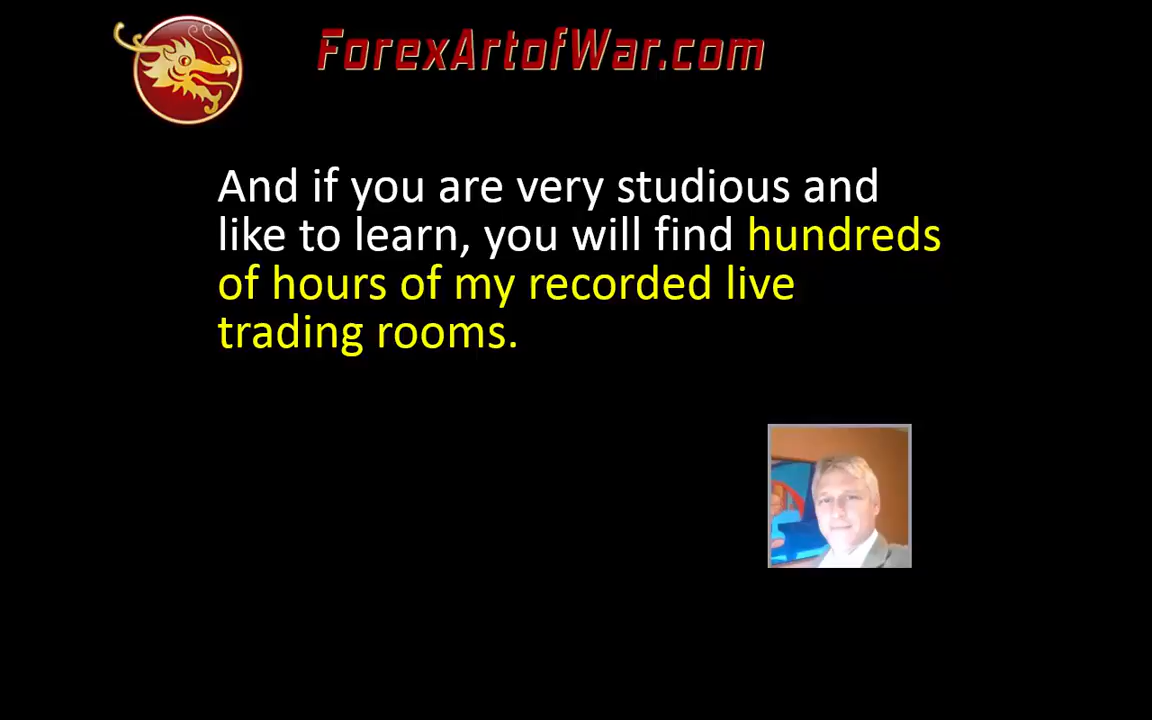 ForexArtofWar.com
And if you are very studious and
like to learn, you will find hundreds
of hours of my recorded live
trading rooms.